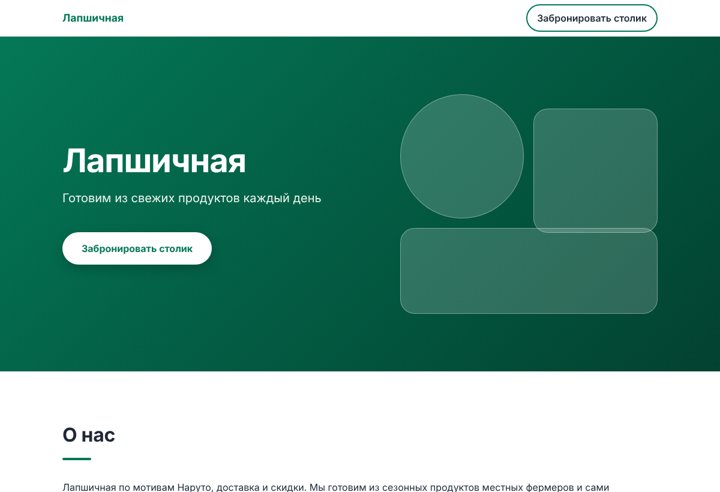 Лапшичная
Забронировать столик
Лапшичная
Готовим из свежих продуктов каждый день
Забронировать столик
О нас
Лапшичная по мотивам Наруто, доставка и скидки. Мы готовим из сезонных продуктов местных фермеров и сами